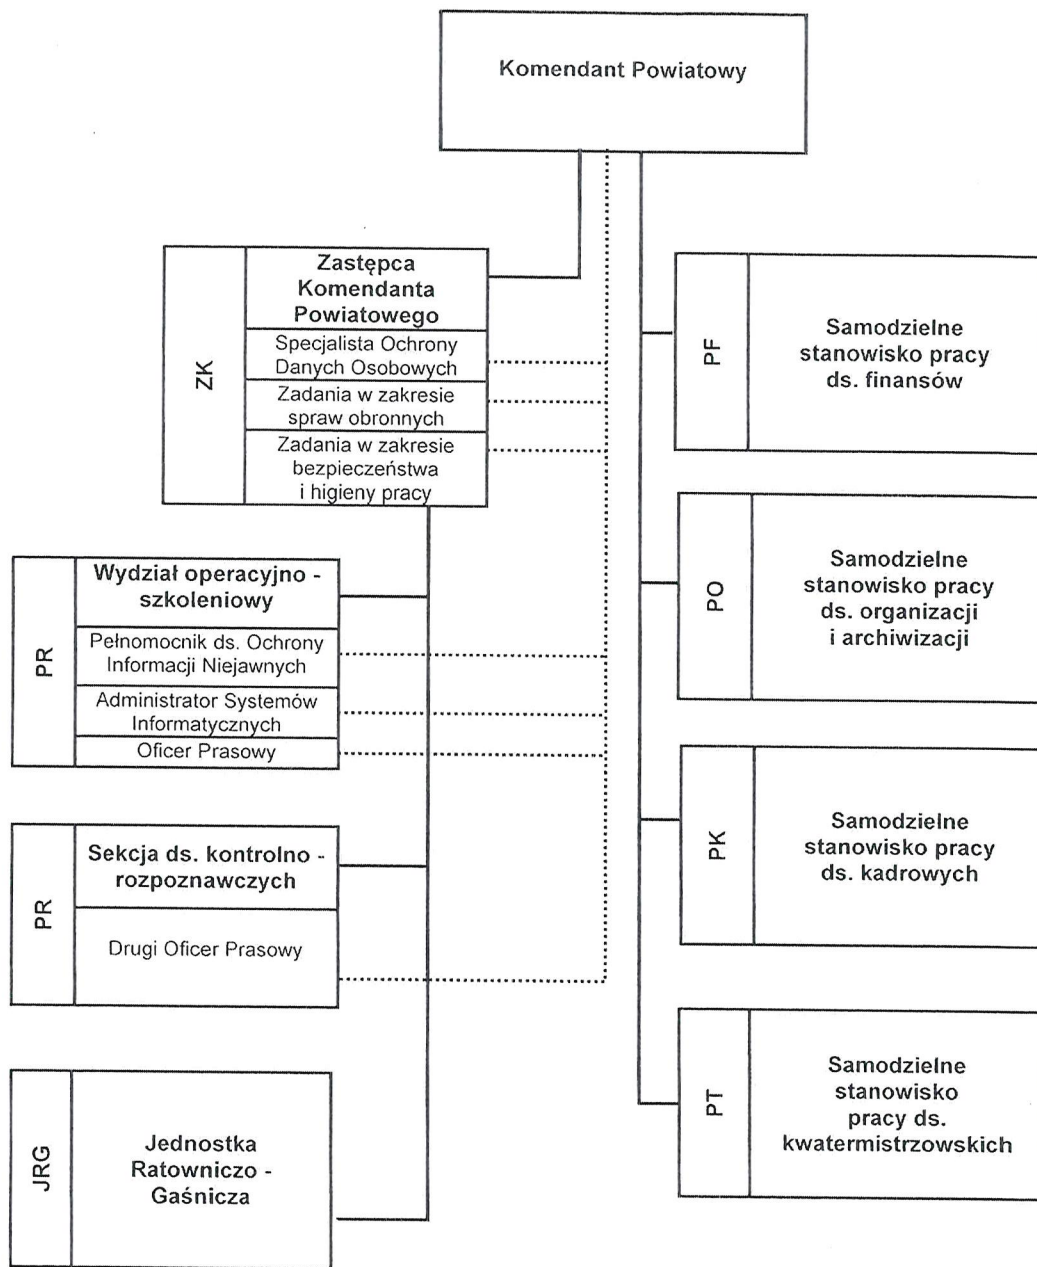 Komendant Powiatowy
ZK
Zastępca
Komendanta
Powiatowego
Specjalista Ochrony
Danych Osobowych
Zadania w zakresie
spraw obronnych
Zadania w zakresie
bezpieczeństwa
i higieny pracy
PR
Wydział operacyjno -
szkoleniowy
Pełnomocnik ds. Ochrony
Informacji Niejawnych
Administrator Systemów
Informatycznych
Oficer Prasowy
PR
Sekcja ds. kontrolno -
rozpoznawczych
Drugi Oficer Prasowy
JRG
Jednostka
Ratowniczo -
Gaśnicza
PF
Samodzielne
stanowisko pracy
ds. finansów
PO
Samodzielne
stanowisko pracy
ds. organizacji
i archiwizacji
PK
Samodzielne
stanowisko pracy
ds. kadrowych
PT
Samodzielne
stanowisko
pracy ds.
kwatermistrzowskich